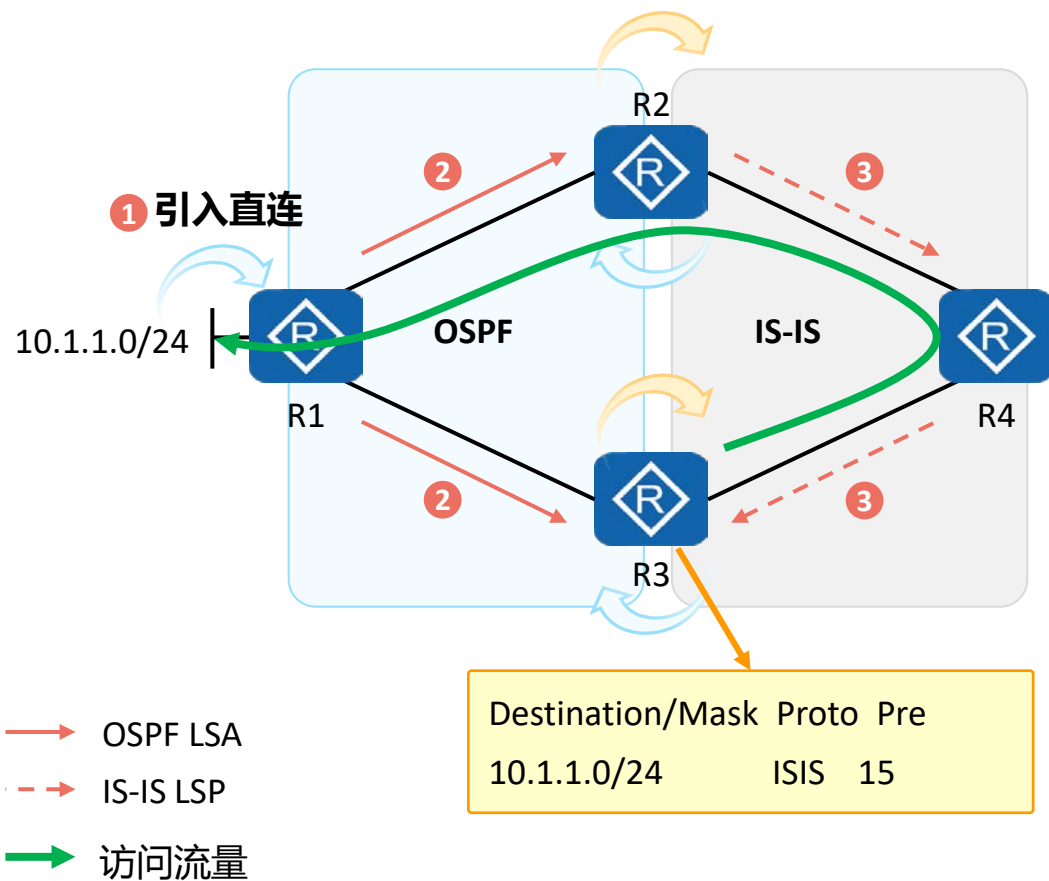 R2
2
3
1 引入直连
R
10.1.1.0/24
R
OSPF
IS-IS
R
R1
R4
2
R
3
R3
Destination/Mask Proto Pre
10.1.1.0/24 ISIS 15
OSPF LSA
IS-IS LSP
访问流量